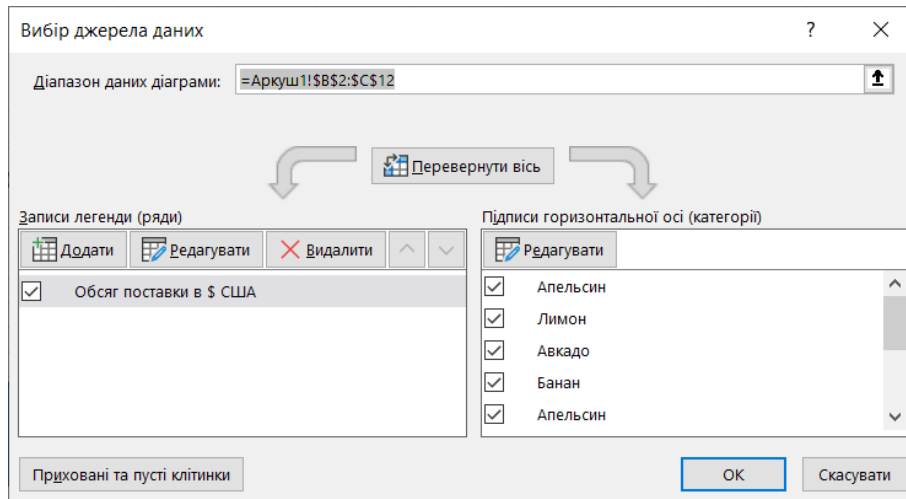 Вибір джерела даних ?
Діапазон даних діаграми: =Аркуш1!$B$2:$C$12
Перевернути вісь
Записи легенди (ряди)
Додати Редагувати Видалити
Обсяг поставки в $ США
Підписи горизонтальної осі (категорії)
Редагувати
Апельсин
Лимон
Авкадо
Банан
Апельсин
Приховані та пусті клітинки
ОК Скасувати